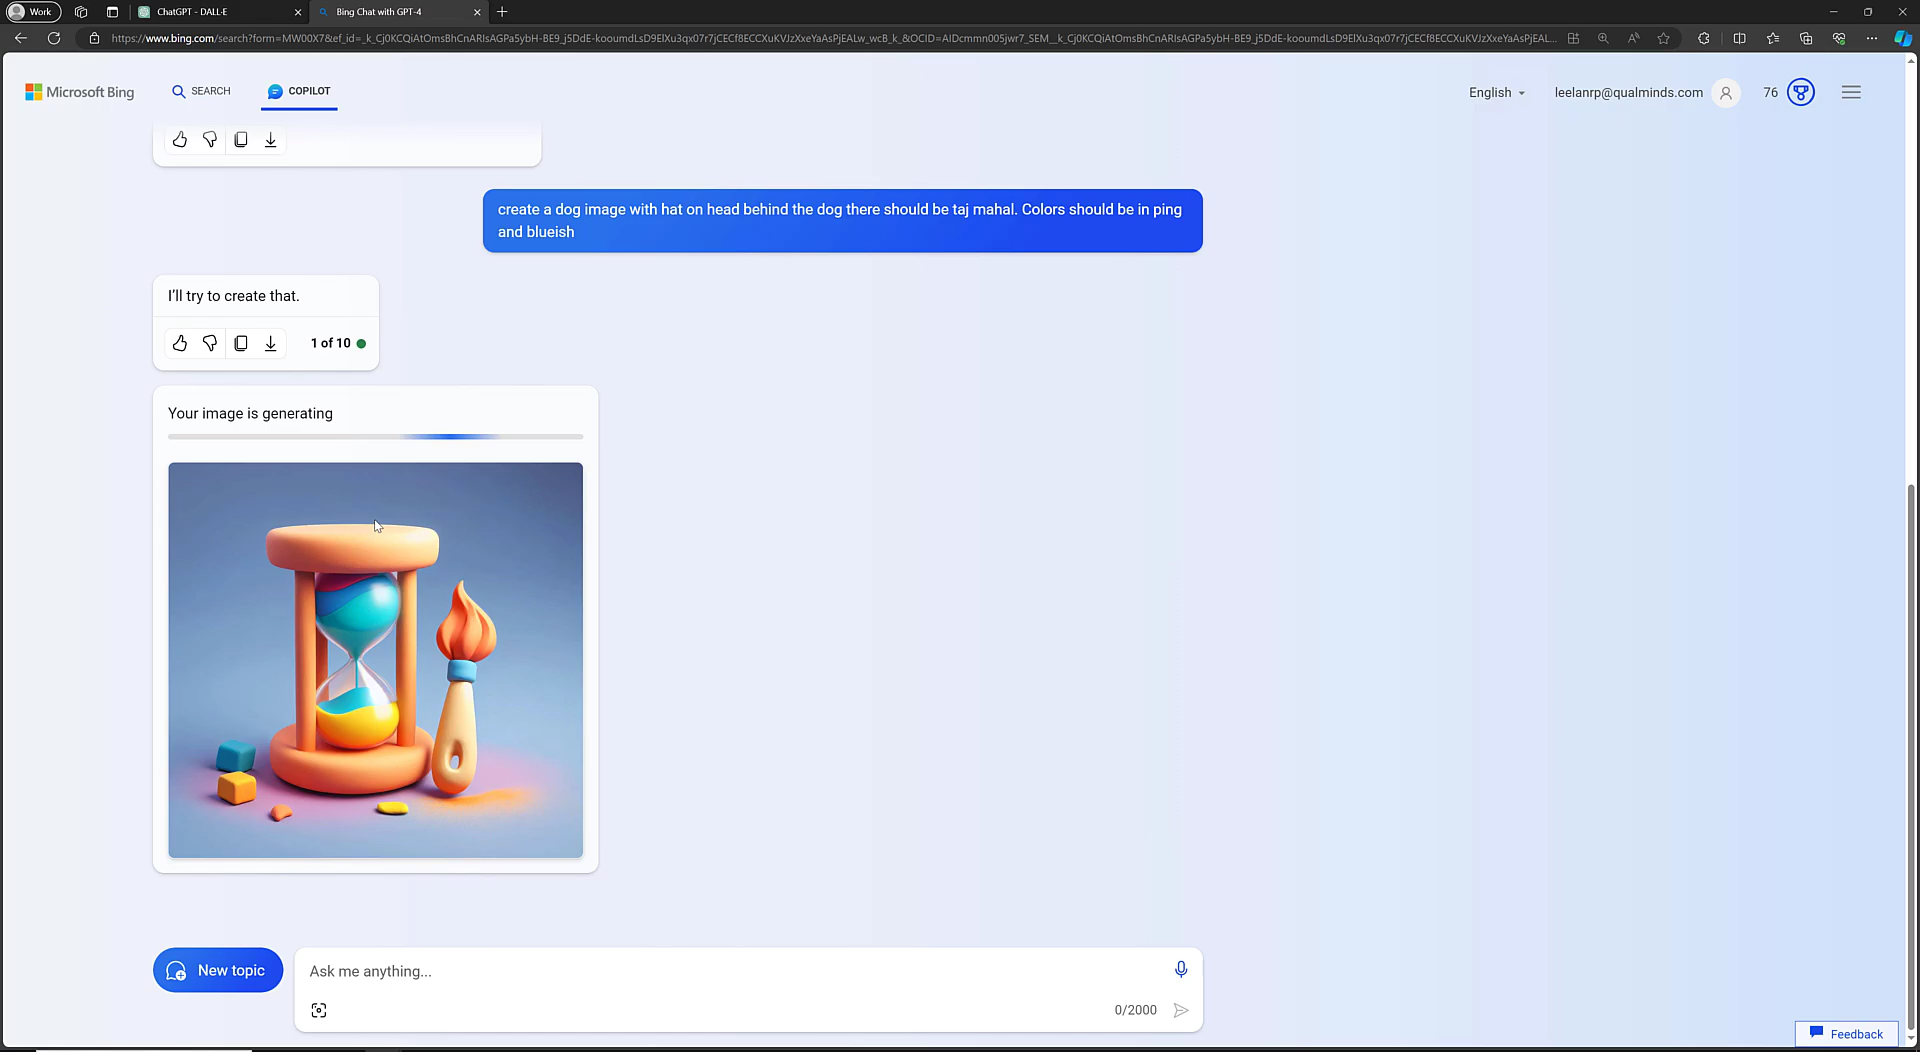 Work
ChatGPT - DALL·E
Bing Chat with GPT-4
Microsoft Bing
SEARCH
COPILOT
English
leelanrp@qualminds.com
76
create a dog image with hat on head behind the dog there should be taj mahal. Colors should be in ping
and blueish
I'll try to create that.
1 of 10
Your image is generating
New topic
Ask me anything...
0/2000
Feedback